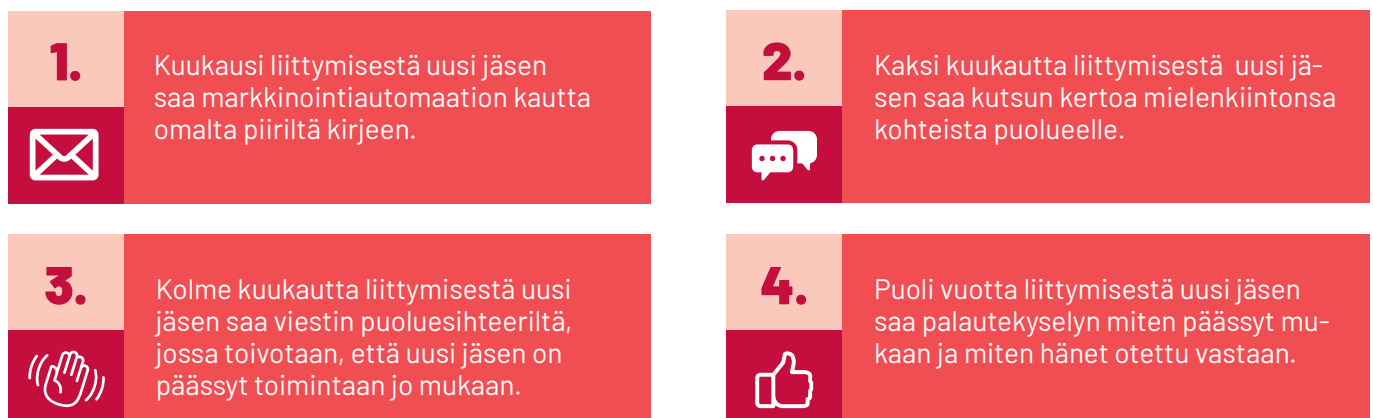 1.
Kuukausi liittymisestä uusi jäsen
saa markkinointiautomaation kautta
omalta piiriltä kirjeen.
2.
Kaksi kuukautta liittymisestä  uusi jä-
sen saa kutsun kertoa mielenkiintonsa
kohteista puolueelle.
3.
Kolme kuukautta liittymisestä uusi
jäsen saa viestin puoluesihteeriltä,
jossa toivotaan, että uusi jäsen on
päässyt toimintaan jo mukaan.
4.
Puoli vuotta liittymisestä uusi jäsen
saa palautekyselyn miten päässyt mu-
kaan ja miten hänet otettu vastaan.